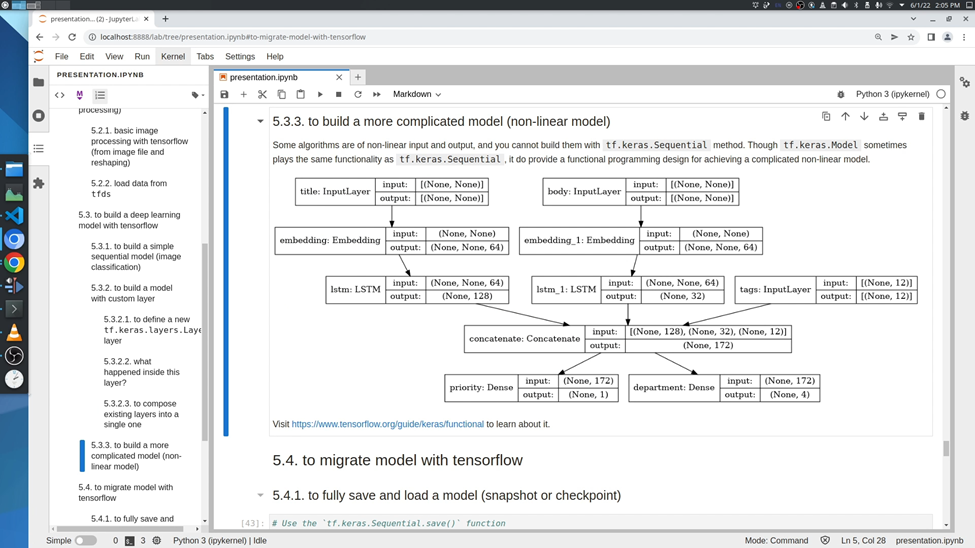 6/1/22 2:05 PM
presentation... (2) - JupyterL
localhost:8888/lab/tree/presentation.ipynb#to-migrate-model-with-tensorflow
File Edit View Run Kernel Tabs Settings Help
PRESENTATION.IPYNB
processing)
5.2.1. basic image
processing with tensorflow
(from image file and
reshaping)
5.2.2. load data from
tfds
5.3. to build a deep learning
model with tensorflow
5.3.1. to build a simple
sequential model (image
classification)
5.3.2. to build a model
with custom layer
5.3.2.1. to define a new
tf.keras.layers.Laye
layer
5.3.2.2. what
happened inside this
layer?
5.3.2.3. to compose
existing layers into a
single one
5.3.3. to build a more
complicated model (non-
linear model)
5.4. to migrate model with
tensorflow
5.4.1. to fully save and
presentation.ipynb
Markdown
Python 3 (ipykernel)
5.3.3. to build a more complicated model (non-linear model)
Some algorithms are of non-linear input and output, and you cannot build them with tf.keras.Sequential method. Though tf.keras.Model sometimes
plays the same functionality as tf.keras.Sequential, it do provide a functional programming design for achieving a complicated non-linear model.
title: InputLayer input: [(None, None)] output: [(None, None)]
body: InputLayer input: [(None, None)] output: [(None, None)]
embedding: Embedding input: (None, None) output: (None, None, 64)
embedding_1: Embedding input: (None, None) output: (None, None, 64)
lstm: LSTM input: (None, None, 64) output: (None, 128)
lstm_1: LSTM input: (None, None, 64) output: (None, 32)
tags: InputLayer input: [(None, 12)] output: [(None, 12)]
concatenate: Concatenate input: [(None, 128), (None, 32), (None, 12)] output: (None, 172)
priority: Dense input: (None, 172) output: (None, 1)
department: Dense input: (None, 172) output: (None, 4)
Visit https://www.tensorflow.org/guide/keras/functional to learn about it.
5.4. to migrate model with tensorflow
5.4.1. to fully save and load a model (snapshot or checkpoint)
[43]: # Use the `tf.keras.Sequential.save()` function
Simple 0 3 Python 3 (ipykernel) | Idle Mode: Command Ln 5, Col 28 presentation.ipynb